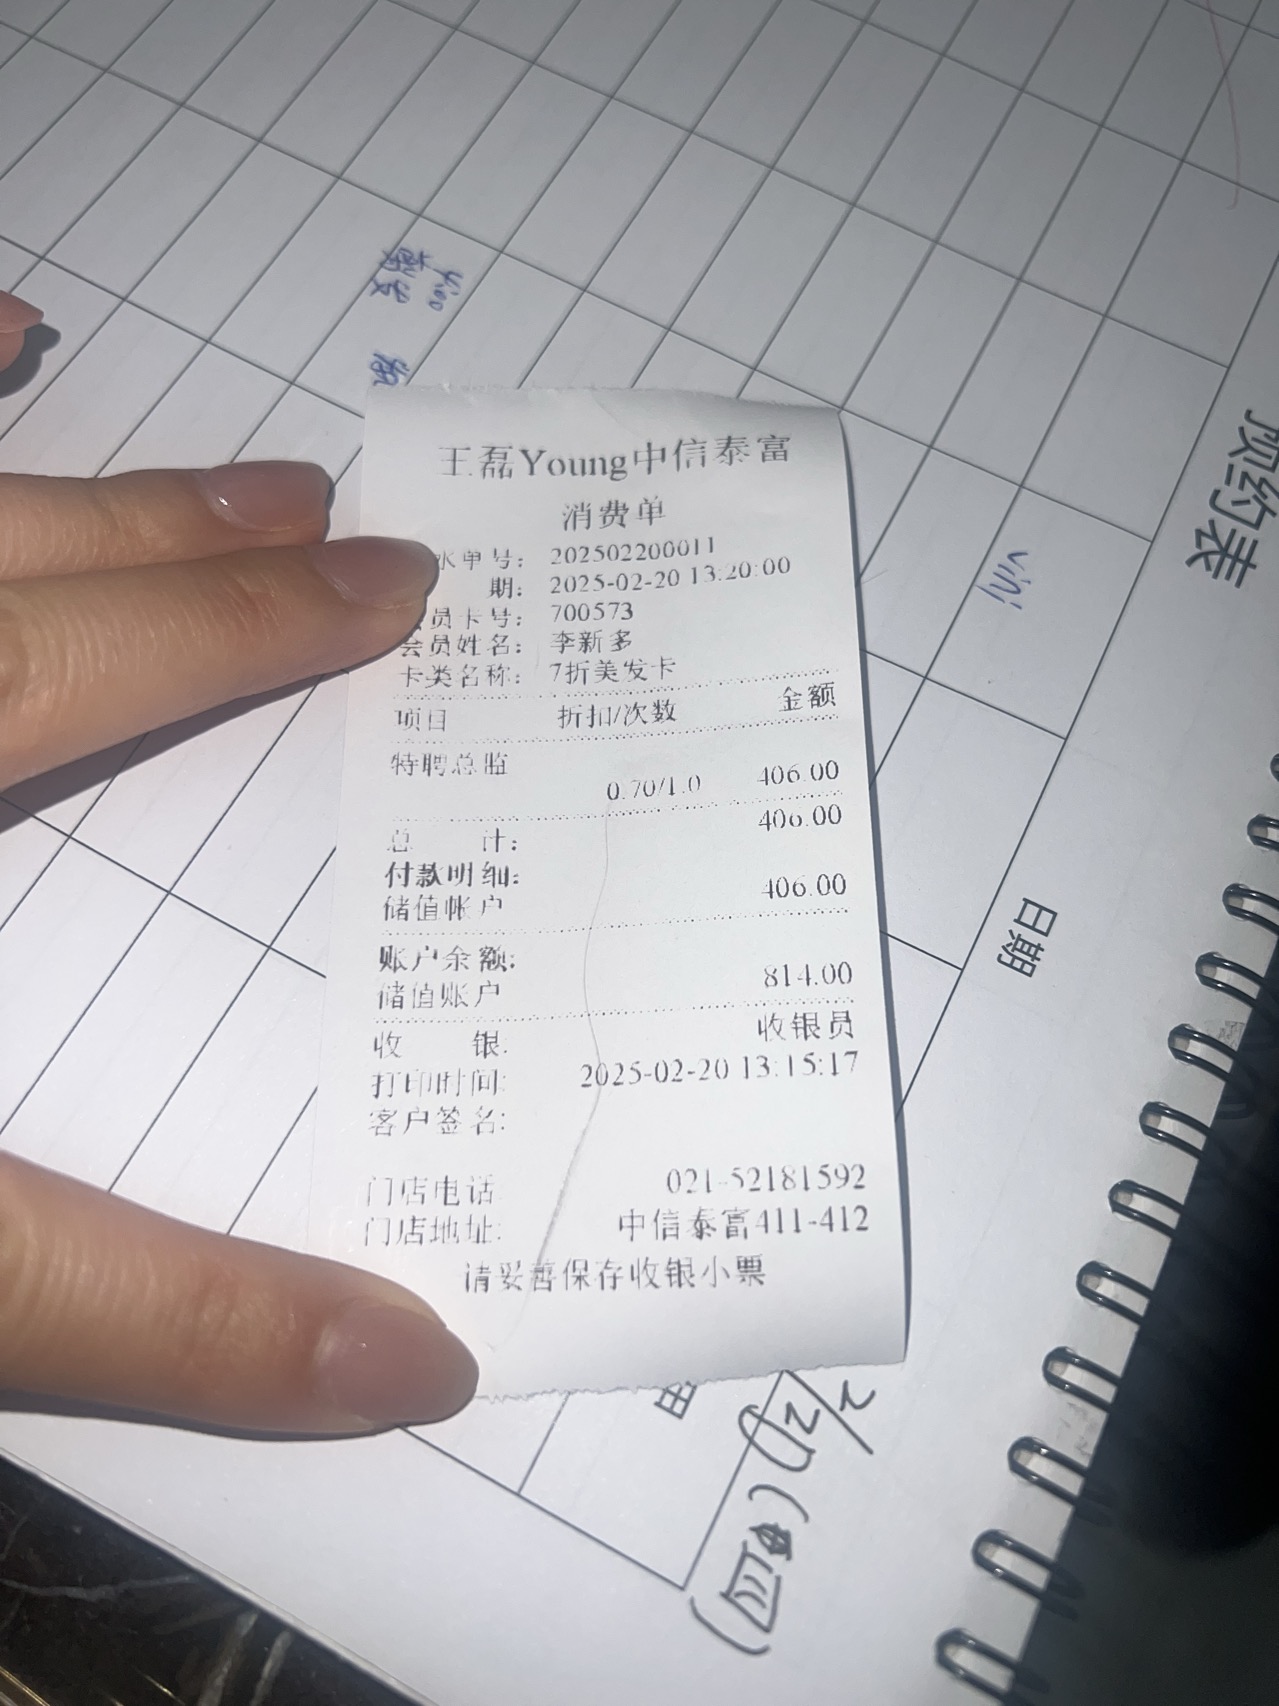 王磊Young中信泰富
消费单
水单号: 202502200011
期: 2025-02-20 13:20:00
员卡号: 700573
会员姓名: 李新多
卡类名称: 7折美发卡
项目 折扣/次数 金额
特聘总监
0.70/1.0 406.00
总 计: 406.00
付款明细:
储值帐户 406.00
账户余额:
储值账户 814.00
收 银: 收银员
打印时间: 2025-02-20 13:15:17
客户签名:
门店电话 021-52181592
门店地址: 中信泰富411-412
请妥善保存收银小票
预约表
vini
日期
2/20(周四)